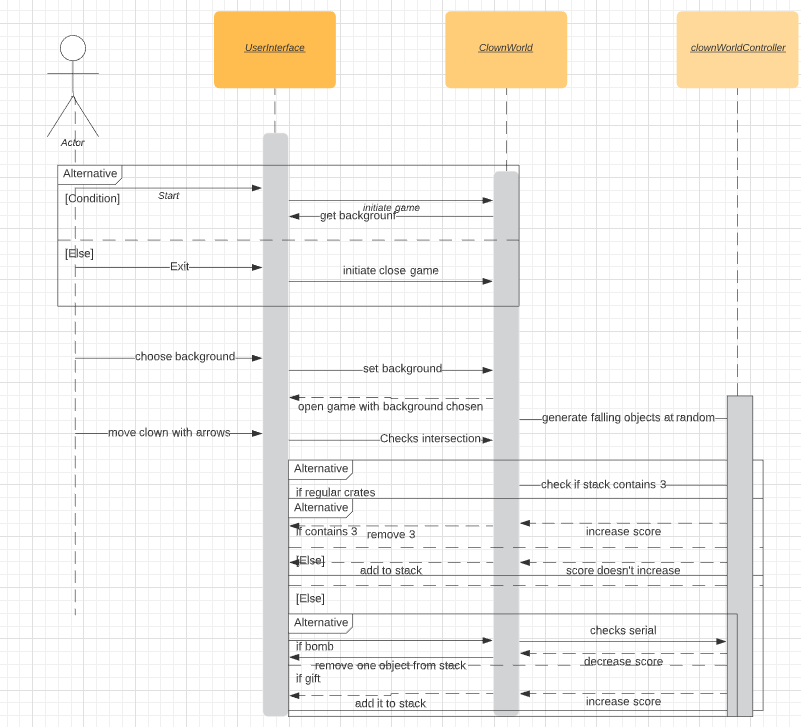 UserInterface
ClownWorld
clownWorldController
Actor
Alternative
[Condition]
Start
initiate game
get backgrounf
[Else]
Exit
initiate close game
choose background
set background
open game with background chosen
generate falling objects at random
move clown with arrows
Checks intersection
Alternative
check if stack contains 3
if regular crates
Alternative
if contains 3
remove 3
increase score
[Else]
add to stack
score doesn't increase
[Else]
Alternative
checks serial
if bomb
decrease score
remove one object from stack
if gift
add it to stack
increase score